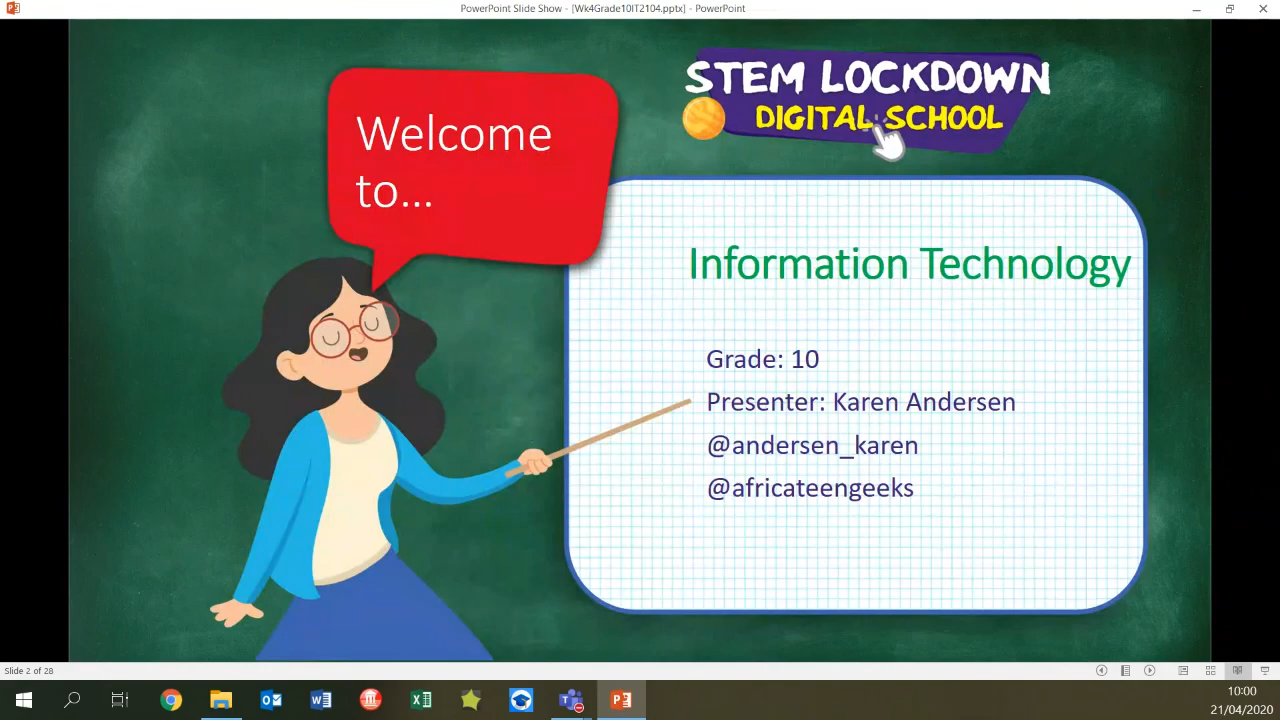 PowerPoint Slide Show - [Wk4Grade10IT2104.pptx] - PowerPoint
STEM LOCKDOWN
DIGITAL SCHOOL
Welcome
to...
Information Technology
Grade: 10
Presenter: Karen Andersen
@andersen_karen
@africateengeeks
Slide 2 of 28
10:00
21/04/2020